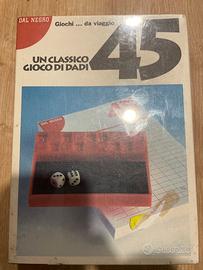 DAL NEGRO
Giochi ... da viaggio
45
UN CLASSICO
GIOCO DI DADI